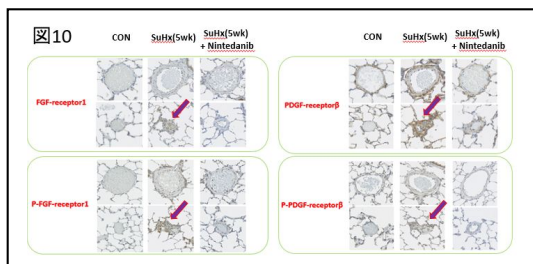 図10
CON SuHx(5wk) SuHx(5wk)
+ Nintedanib
CON SuHx(5wk) SuHx(5wk)
+ Nintedanib
FGF-receptor1
PDGF-receptorβ
P-FGF-receptor1
P-PDGF-receptorβ